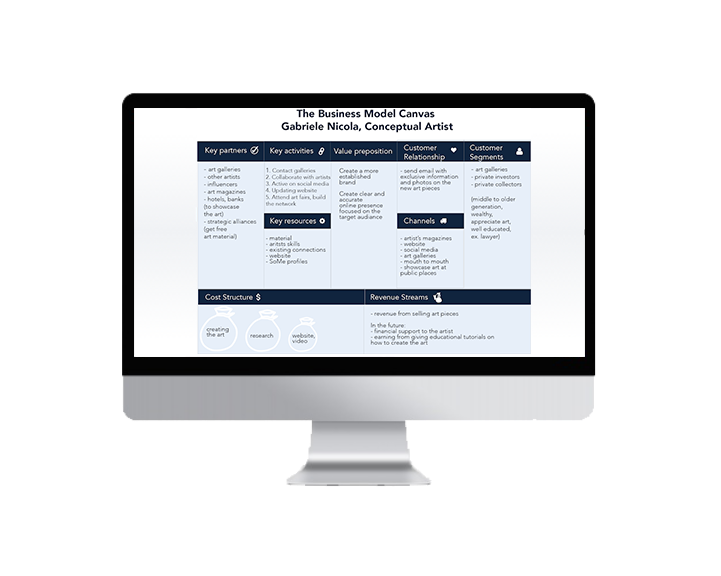 The Business Model Canvas
Gabriele Nicola, Conceptual Artist
Key partners
- art galleries
- other artists
- influencers
- art magazines
- hotels, banks
(to showcase
the art)
- strategic alliances
(get free
art material)
Key activities
1. Contact galleries
2. Collaborate with artists
3. Active on social media
4. Updating website
5. Attend art fairs, build
the network
Key resources
- material
- artists skills
- existing connections
- website
- SoMe profiles
Value preposition
Create a more
established
brand
Create clear and
accurate
online presence
focused on the
target audience
Customer
Relationship
- send email with
exclusive information
and photos on the
new art pieces
Channels
- artist's magazines
- website
- social media
- art galleries
- mouth to mouth
- showcase art at
public places
Customer
Segments
- art galleries
- private investors
- private collectors
(middle to older
generation,
wealthy,
appreciate art,
well educated,
ex. lawyer)
Cost Structure $
creating
the art
research
website,
video
Revenue Streams
- revenue from selling art pieces
In the future:
- financial support to the artist
- earning from giving educational tutorials on
how to create the art